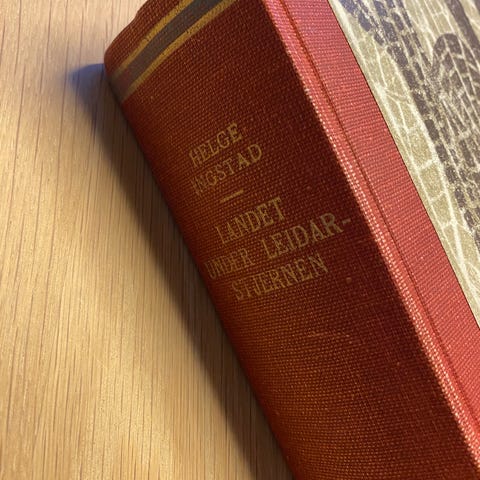 HELGE
INGSTAD
LANDET
UNDER LEIDAR-
STJERNEN